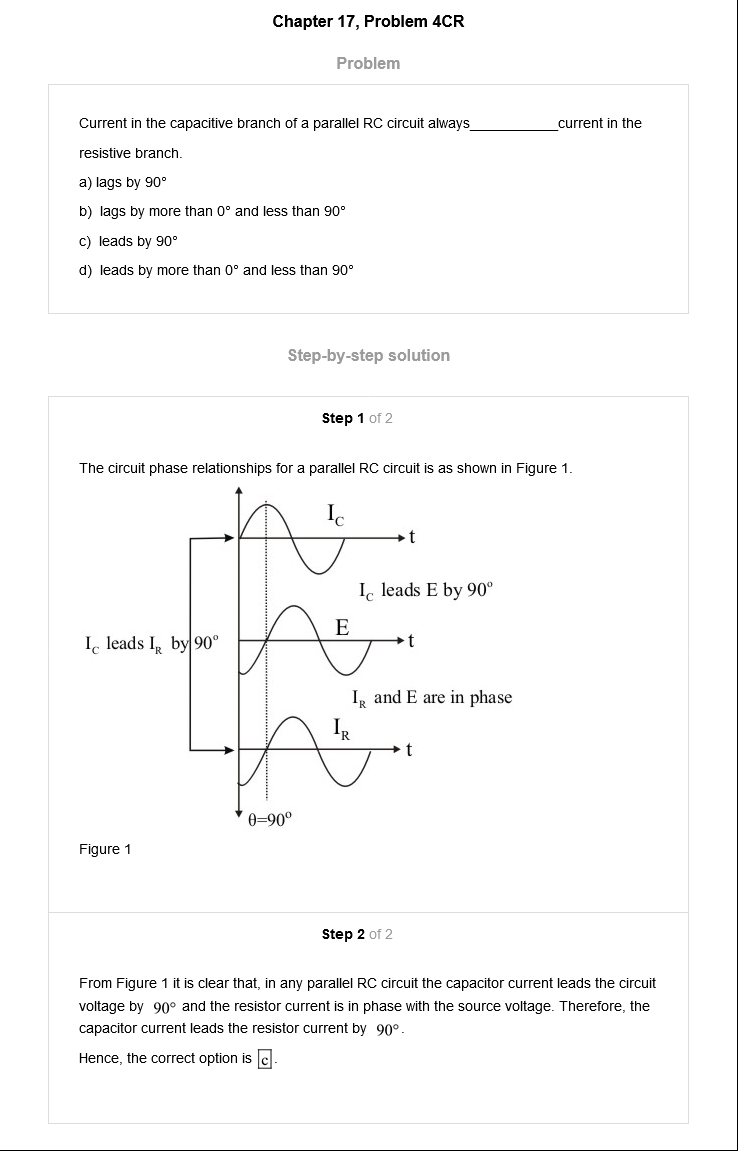 Chapter 17, Problem 4CR
Problem
Current in the capacitive branch of a parallel RC circuit always___________current in the
resistive branch.
a) lags by 90°
b) lags by more than 0° and less than 90°
c) leads by 90°
d) leads by more than 0° and less than 90°
Step-by-step solution
Step 1 of 2
The circuit phase relationships for a parallel RC circuit is as shown in Figure 1.
I_C
t
I_C leads E by 90°
E
I_C leads I_R by 90°
t
I_R and E are in phase
I_R
t
θ=90°
Figure 1
Step 2 of 2
From Figure 1 it is clear that, in any parallel RC circuit the capacitor current leads the circuit
voltage by 90° and the resistor current is in phase with the source voltage. Therefore, the
capacitor current leads the resistor current by 90°.
Hence, the correct option is c.